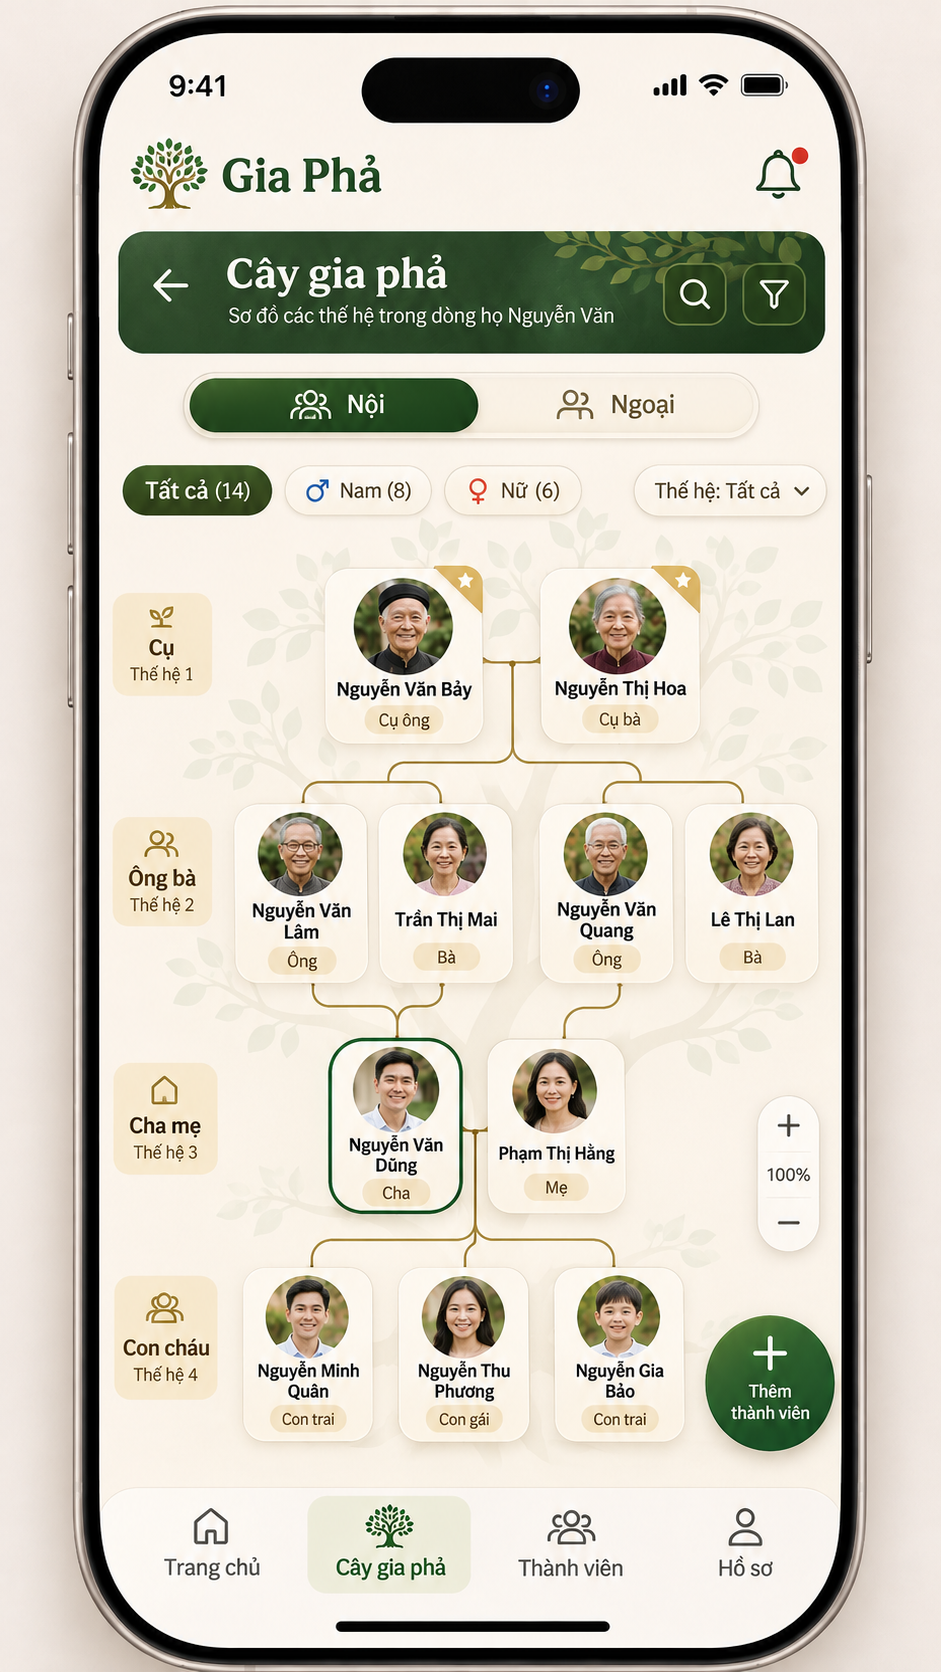 9:41
Gia Phả
Cây gia phả
Sơ đồ các thế hệ trong dòng họ Nguyễn Văn
Nội
Ngoại
Tất cả (14)
Nam (8)
Nữ (6)
Thế hệ: Tất cả
Cụ
Thế hệ 1
Nguyễn Văn Bảy
Cụ ông
Nguyễn Thị Hoa
Cụ bà
Ông bà
Thế hệ 2
Nguyễn Văn
Lâm
Ông
Trần Thị Mai
Bà
Nguyễn Văn
Quang
Ông
Lê Thị Lan
Bà
Cha mẹ
Thế hệ 3
Nguyễn Văn
Dũng
Cha
Phạm Thị Hằng
Mẹ
100%
Con cháu
Thế hệ 4
Nguyễn Minh
Quân
Con trai
Nguyễn Thu
Phương
Con gái
Nguyễn Gia
Bảo
Con trai
Thêm
thành viên
Trang chủ
Cây gia phả
Thành viên
Hồ sơ